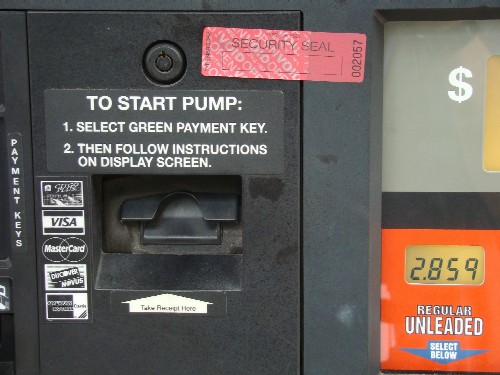 SECURITY SEAL
002057
TO START PUMP:
1. SELECT GREEN PAYMENT KEY.
2. THEN FOLLOW INSTRUCTIONS
ON DISPLAY SCREEN.
PAYMENT KEYS
VISA
MasterCard
DISCOVER
NOVUS
Take Receipt Here
$
2.859
REGULAR
UNLEADED
SELECT
BELOW